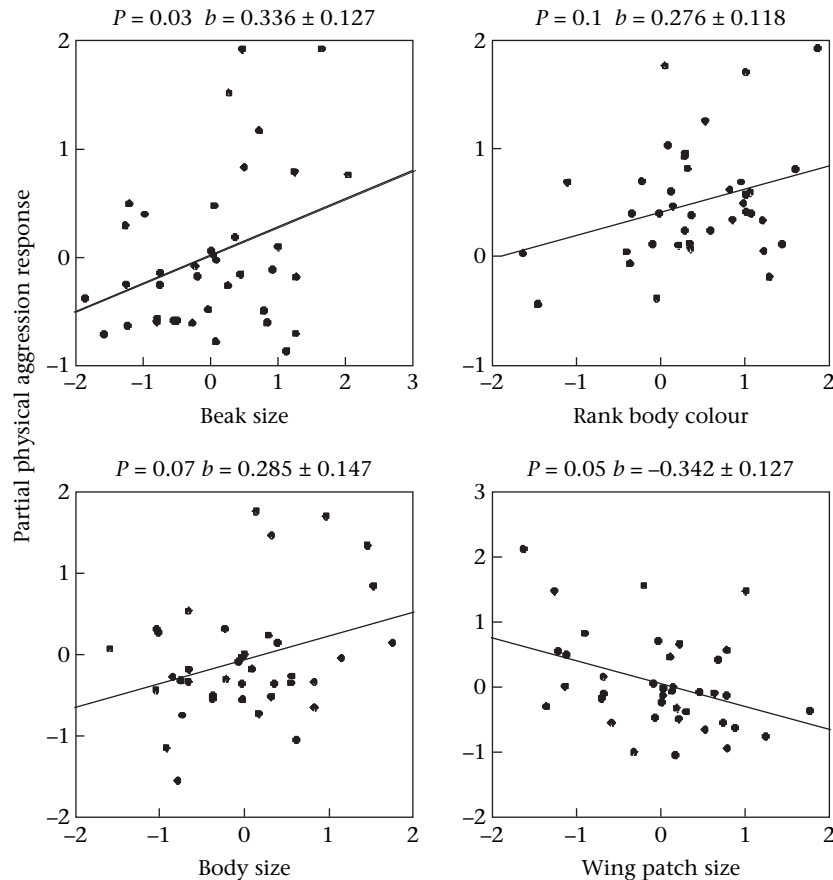 P = 0.03 b = 0.336 ± 0.127
P = 0.1 b = 0.276 ± 0.118
Partial physical aggression response
2
1
0
–1
–2 –1 0 1 2 3
Beak size
2
1
0
–1
–2 –1 0 1 2
Rank body colour
P = 0.07 b = 0.285 ± 0.147
P = 0.05 b = –0.342 ± 0.127
2
1
0
–1
–2
–2 –1 0 1 2
Body size
3
2
1
0
–1
–2
–2 –1 0 1 2
Wing patch size